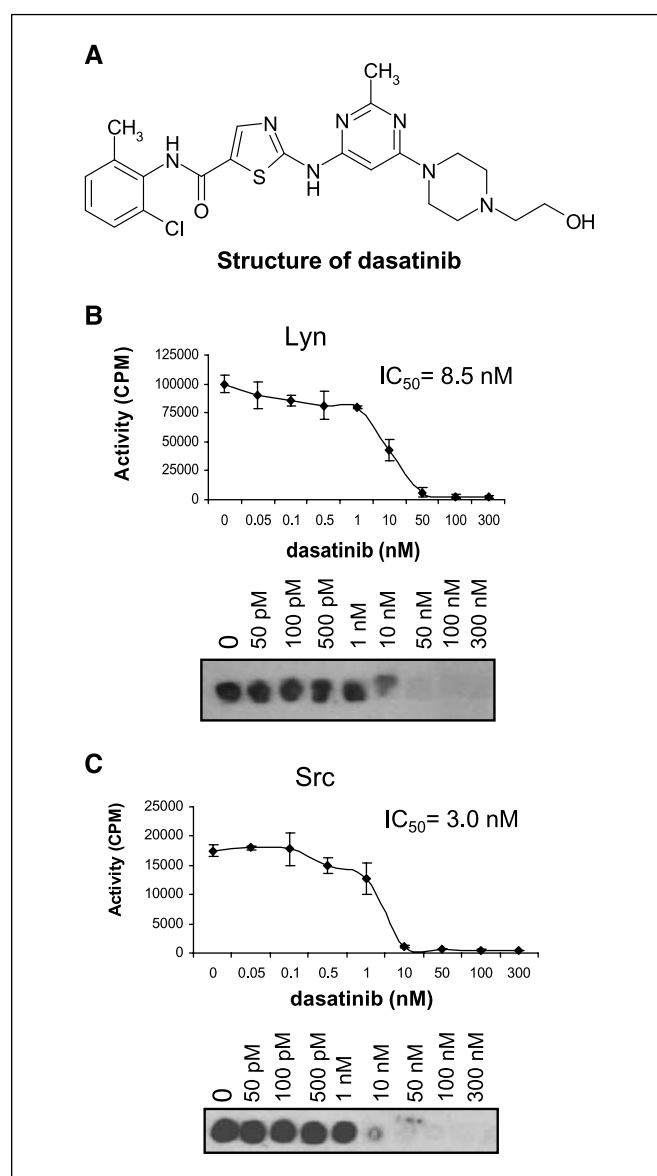 A
CH3
CH3
H
N
N
N
N
O
S
N
H
N
N
Cl
OH
Structure of dasatinib
B
Lyn
IC50= 8.5 nM
Activity (CPM)
125000
100000
75000
50000
25000
0
0 0.05 0.1 0.5 1 10 50 100 300
dasatinib (nM)
0 50 pM 100 pM 500 pM 1 nM 10 nM 50 nM 100 nM 300 nM
C
Src
IC50= 3.0 nM
Activity (CPM)
25000
20000
15000
10000
5000
0
0 0.05 0.1 0.5 1 10 50 100 300
dasatinib (nM)
0 50 pM 100 pM 500 pM 1 nM 10 nM 50 nM 100 nM 300 nM